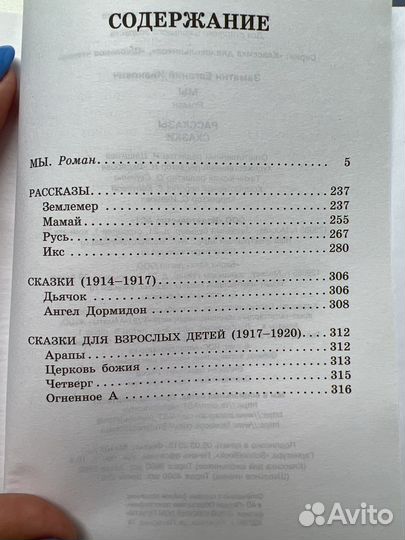 СОДЕРЖАНИЕ
МЫ. Роман. . . . . . . . . . . . . . . . . . . . . . . . . . . . . . . . 5
РАССКАЗЫ. . . . . . . . . . . . . . . . . . . . . . . . . . . . . . . 237
Землемер . . . . . . . . . . . . . . . . . . . . . . . . . . . . . . 237
Мамай . . . . . . . . . . . . . . . . . . . . . . . . . . . . . . . . 255
Русь. . . . . . . . . . . . . . . . . . . . . . . . . . . . . . . . . . 267
Икс . . . . . . . . . . . . . . . . . . . . . . . . . . . . . . . . . . 280
СКАЗКИ (1914–1917) . . . . . . . . . . . . . . . . . . . . . . . 306
Дьячок . . . . . . . . . . . . . . . . . . . . . . . . . . . . . . . 306
Ангел Дормидон . . . . . . . . . . . . . . . . . . . . . . . . . 308
СКАЗКИ ДЛЯ ВЗРОСЛЫХ ДЕТЕЙ (1917–1920) . . . . . 312
Арапы . . . . . . . . . . . . . . . . . . . . . . . . . . . . . . . . 312
Церковь божия . . . . . . . . . . . . . . . . . . . . . . . . . . 313
Четверг . . . . . . . . . . . . . . . . . . . . . . . . . . . . . . . 315
Огненное А . . . . . . . . . . . . . . . . . . . . . . . . . . . . 316
Avito